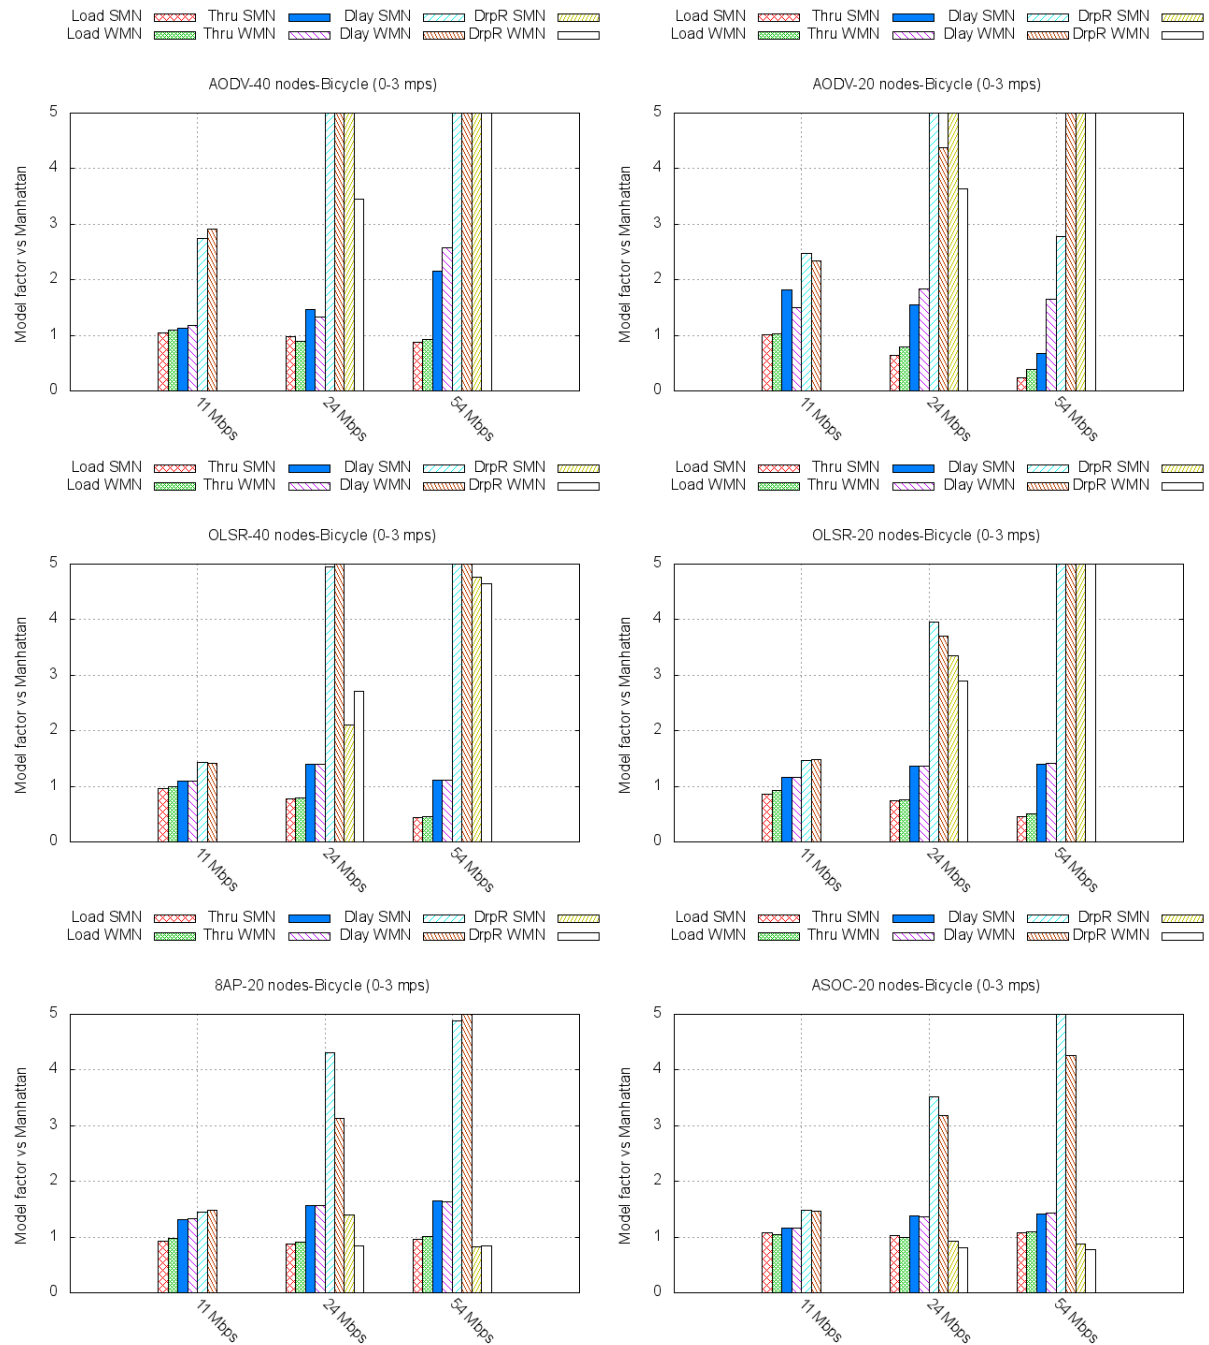 Load SMN Thru SMN Dlay SMN DrpR SMN
Load WMN Thru WMN Dlay WMN DrpR WMN
AODV-40 nodes-Bicycle (0-3 mps)
Model factor vs Manhattan
5
4
3
2
1
0
11 Mbps
24 Mbps
54 Mbps
Load SMN Thru SMN Dlay SMN DrpR SMN
Load WMN Thru WMN Dlay WMN DrpR WMN
AODV-20 nodes-Bicycle (0-3 mps)
Model factor vs Manhattan
5
4
3
2
1
0
11 Mbps
24 Mbps
54 Mbps
Load SMN Thru SMN Dlay SMN DrpR SMN
Load WMN Thru WMN Dlay WMN DrpR WMN
OLSR-40 nodes-Bicycle (0-3 mps)
Model factor vs Manhattan
5
4
3
2
1
0
11 Mbps
24 Mbps
54 Mbps
Load SMN Thru SMN Dlay SMN DrpR SMN
Load WMN Thru WMN Dlay WMN DrpR WMN
OLSR-20 nodes-Bicycle (0-3 mps)
Model factor vs Manhattan
5
4
3
2
1
0
11 Mbps
24 Mbps
54 Mbps
Load SMN Thru SMN Dlay SMN DrpR SMN
Load WMN Thru WMN Dlay WMN DrpR WMN
8AP-20 nodes-Bicycle (0-3 mps)
Model factor vs Manhattan
5
4
3
2
1
0
11 Mbps
24 Mbps
54 Mbps
Load SMN Thru SMN Dlay SMN DrpR SMN
Load WMN Thru WMN Dlay WMN DrpR WMN
ASOC-20 nodes-Bicycle (0-3 mps)
Model factor vs Manhattan
5
4
3
2
1
0
11 Mbps
24 Mbps
54 Mbps